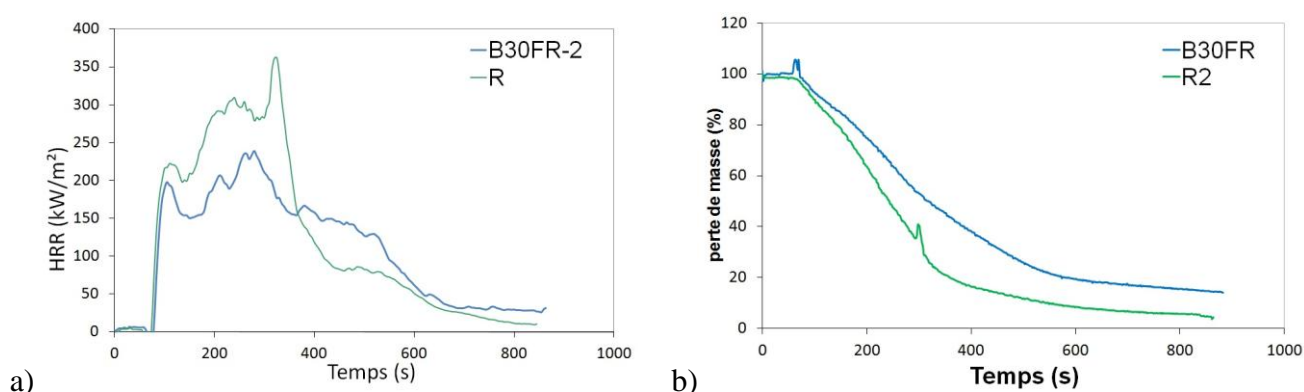 400
350
300
250
200
150
100
50
0
HRR (kW/m²)
B30FR-2
R
0 200 400 600 800 1000
Temps (s)
a)
120
100
80
60
40
20
0
perte de masse (%)
B30FR
R2
0 200 400 600 800 1000
Temps (s)
b)